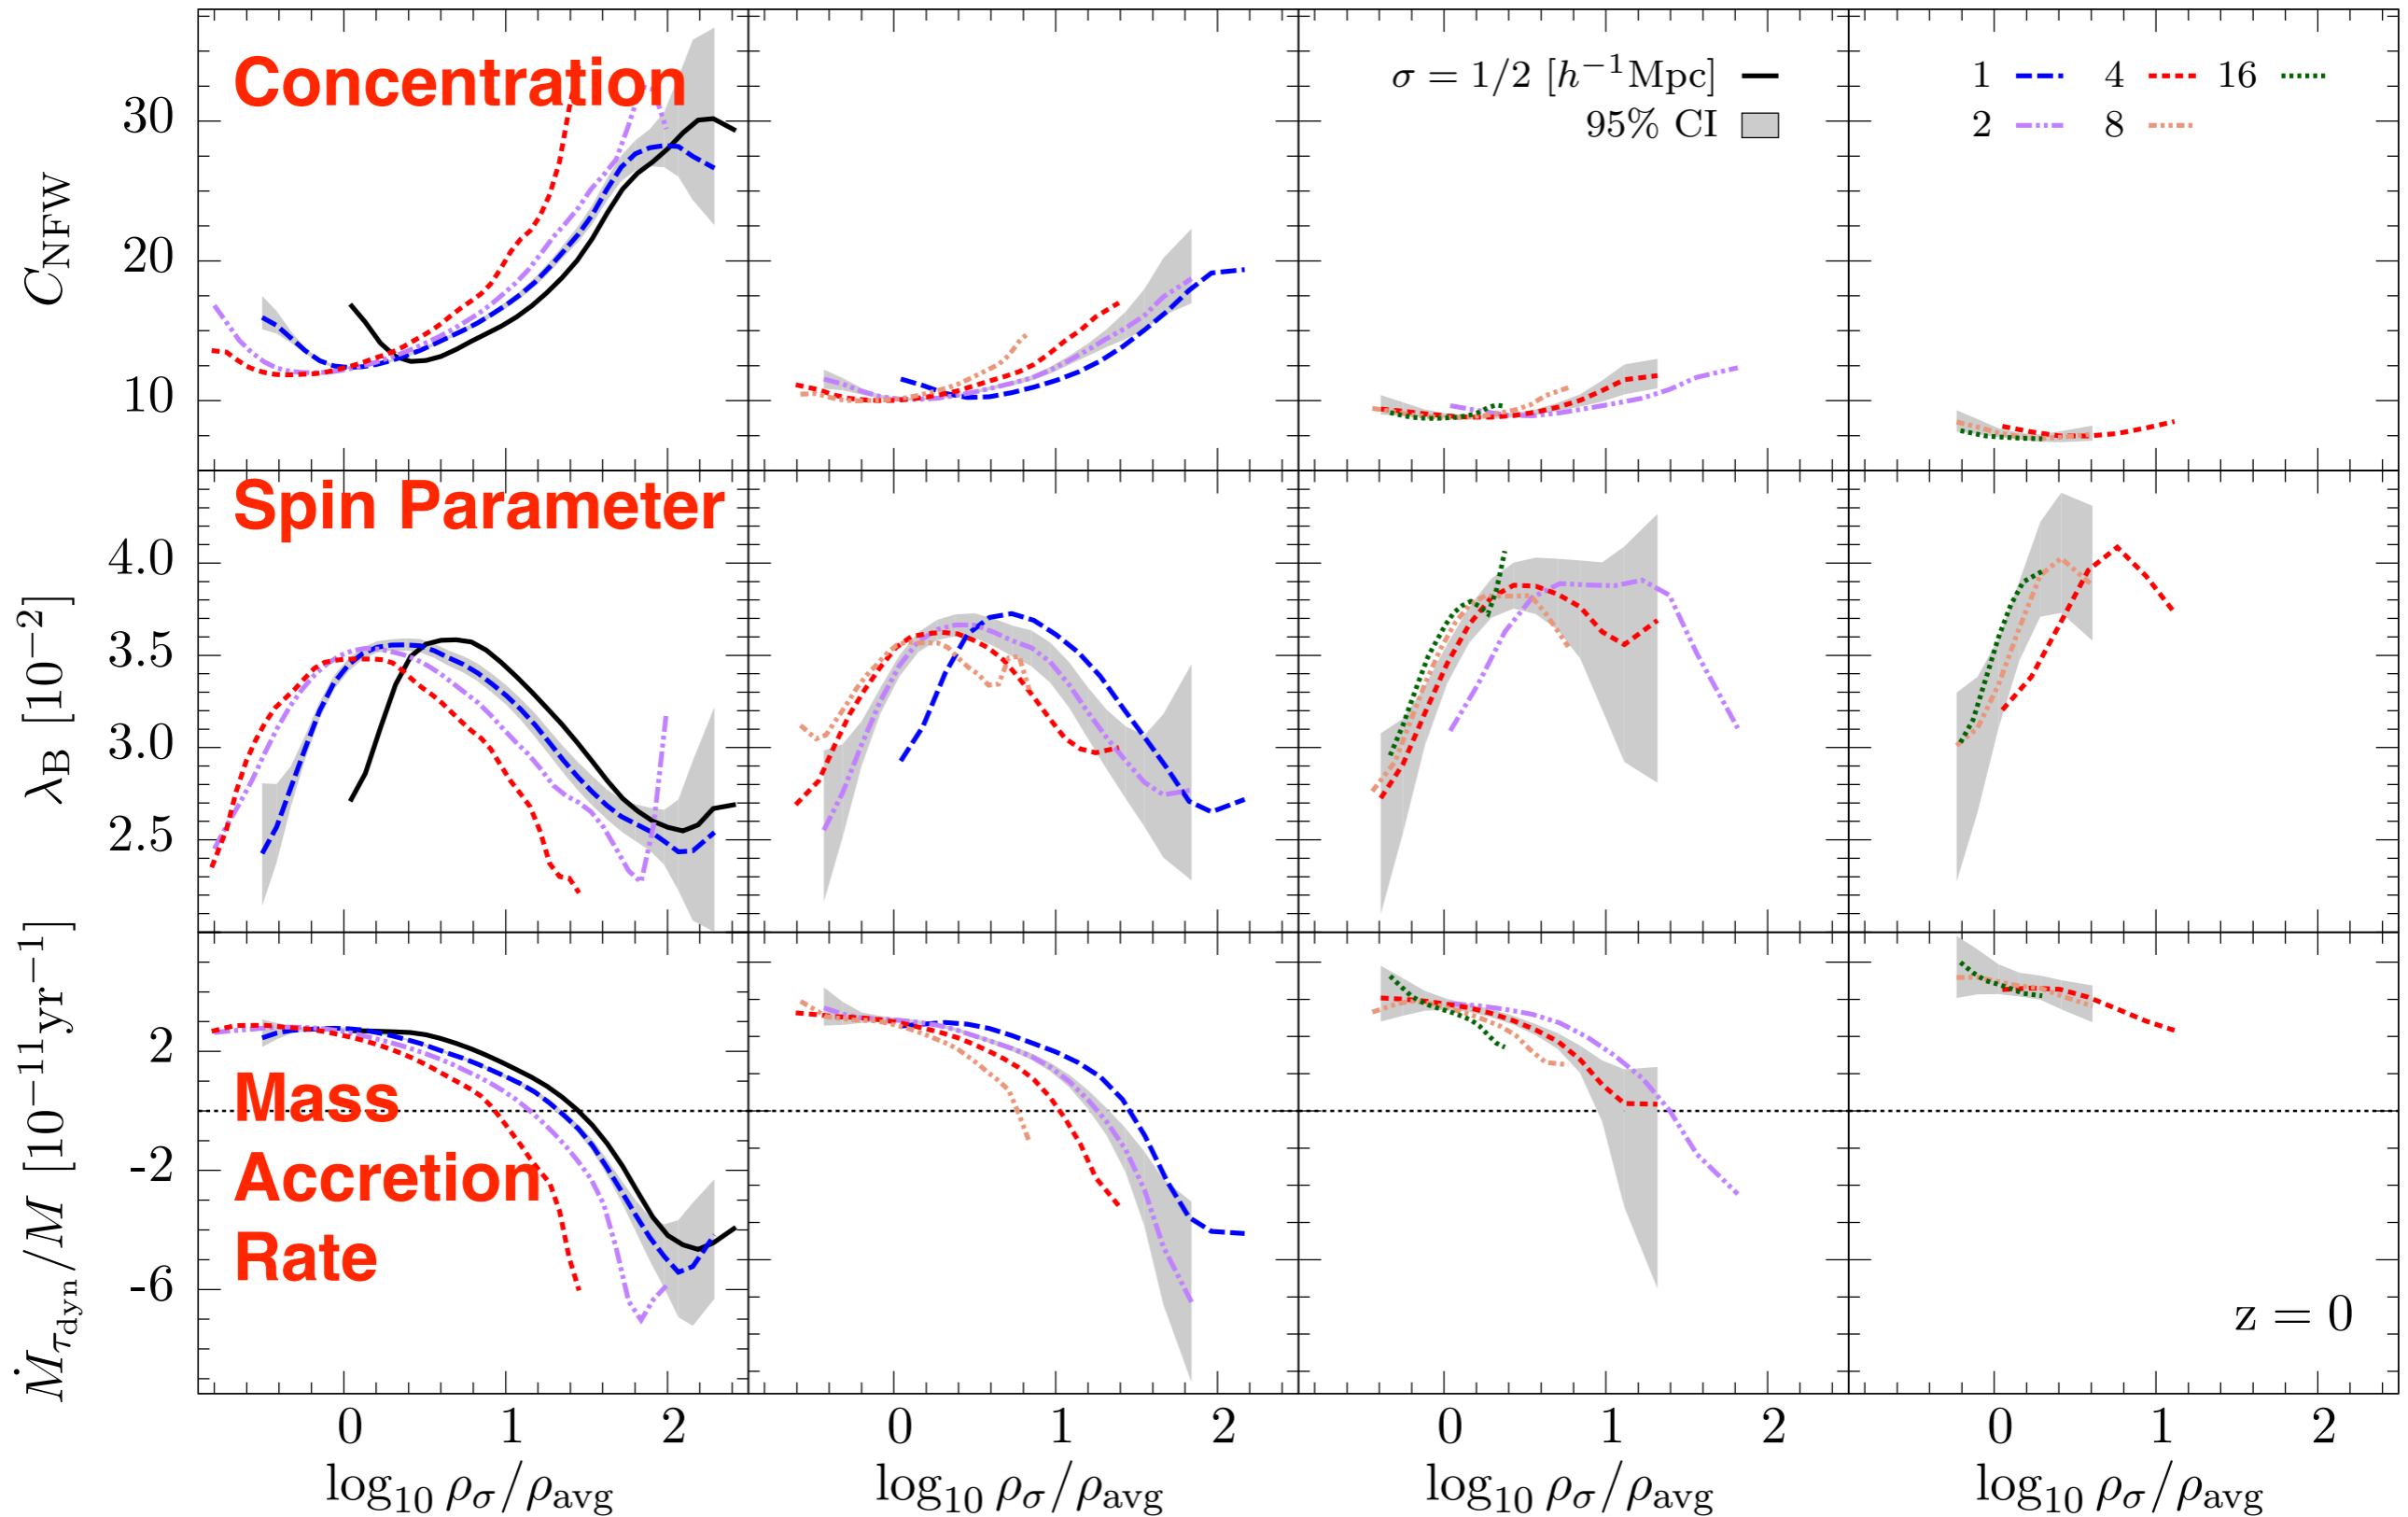 Concentration
σ = 1/2 [h⁻¹Mpc]
95% CI
1 4 16
2 8
C_NFW
30
20
10
Spin Parameter
λ_B [10⁻²]
4.0
3.5
3.0
2.5
Mass
Accretion
Rate
Ṁ_τdyn/M [10⁻¹¹yr⁻¹]
2
-2
-6
z = 0
0 1 2 0 1 2 0 1 2 0 1 2
log₁₀ ρ_σ/ρ_avg log₁₀ ρ_σ/ρ_avg log₁₀ ρ_σ/ρ_avg log₁₀ ρ_σ/ρ_avg